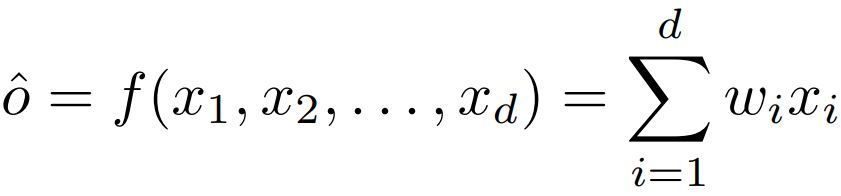 ô = f(x₁, x₂, . . . , x_d) = ∑_{i=1}^{d} w_i x_i